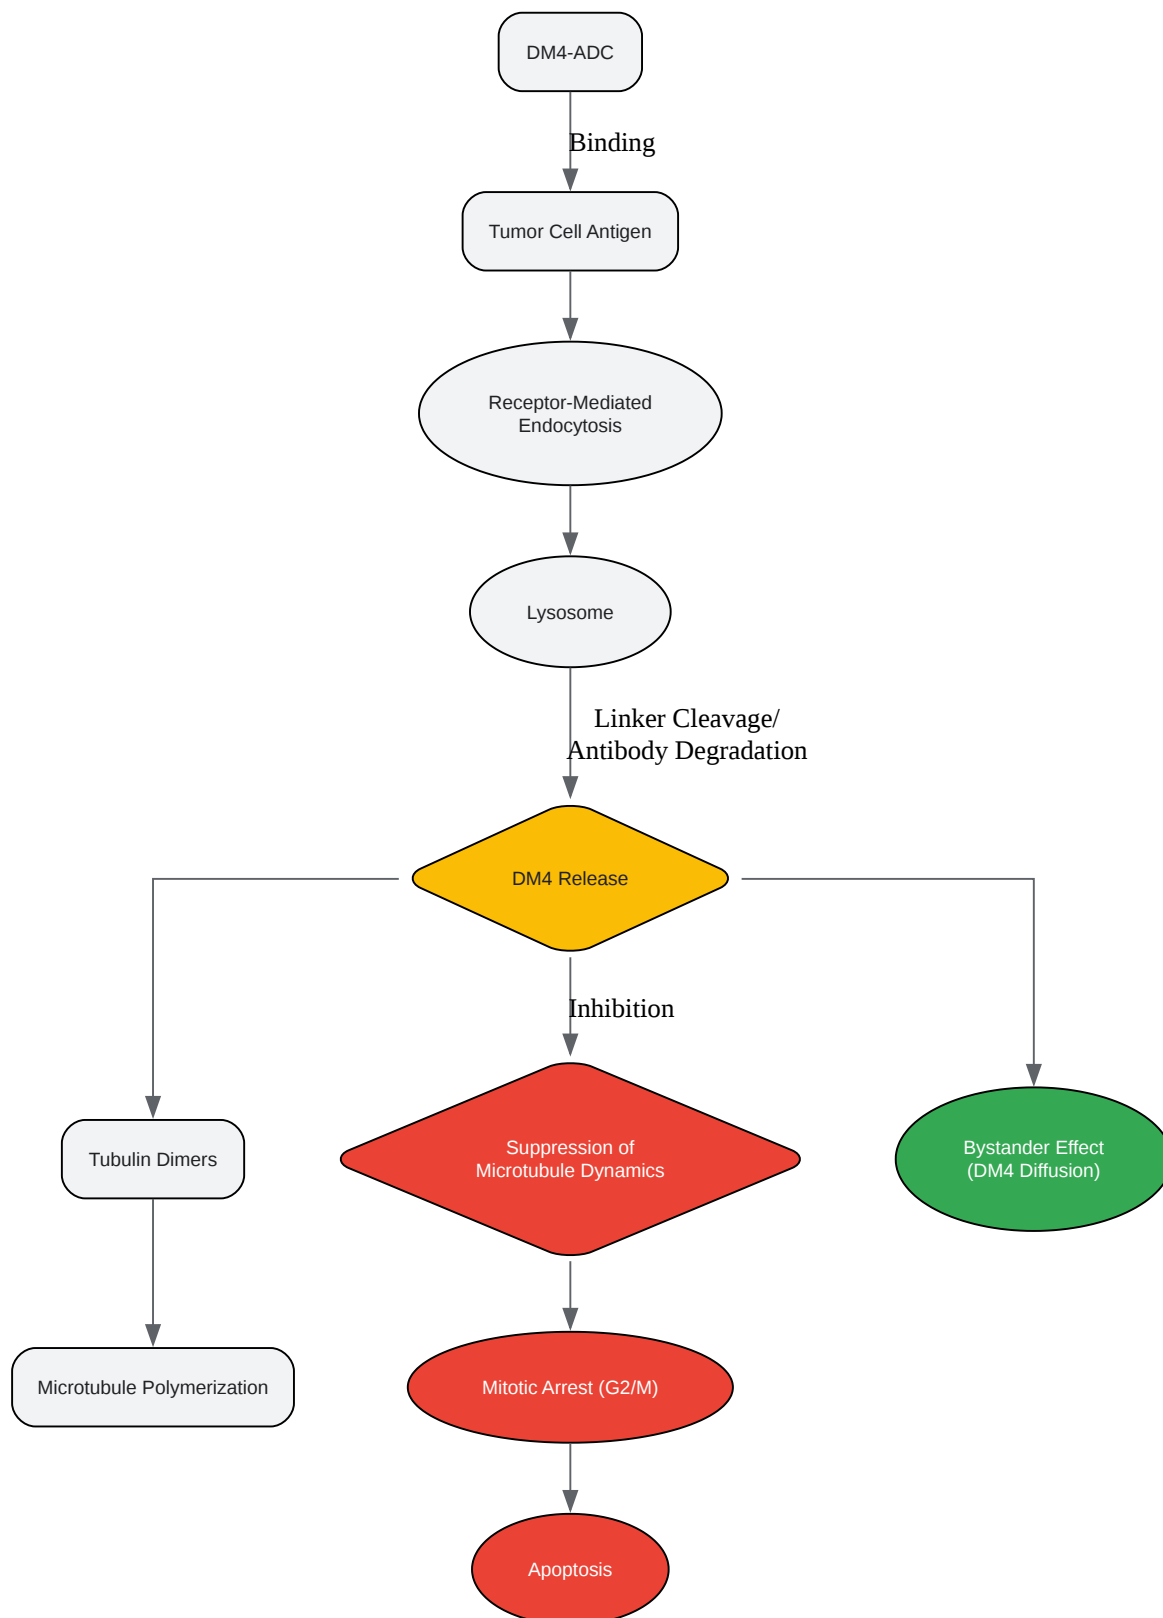 DM4-ADC
Binding
Tumor Cell Antigen
Receptor-Mediated
Endocytosis
Lysosome
Linker Cleavage/
Antibody Degradation
DM4 Release
Inhibition
Tubulin Dimers
Suppression of
Microtubule Dynamics
Bystander Effect
(DM4 Diffusion)
Microtubule Polymerization
Mitotic Arrest (G2/M)
Apoptosis